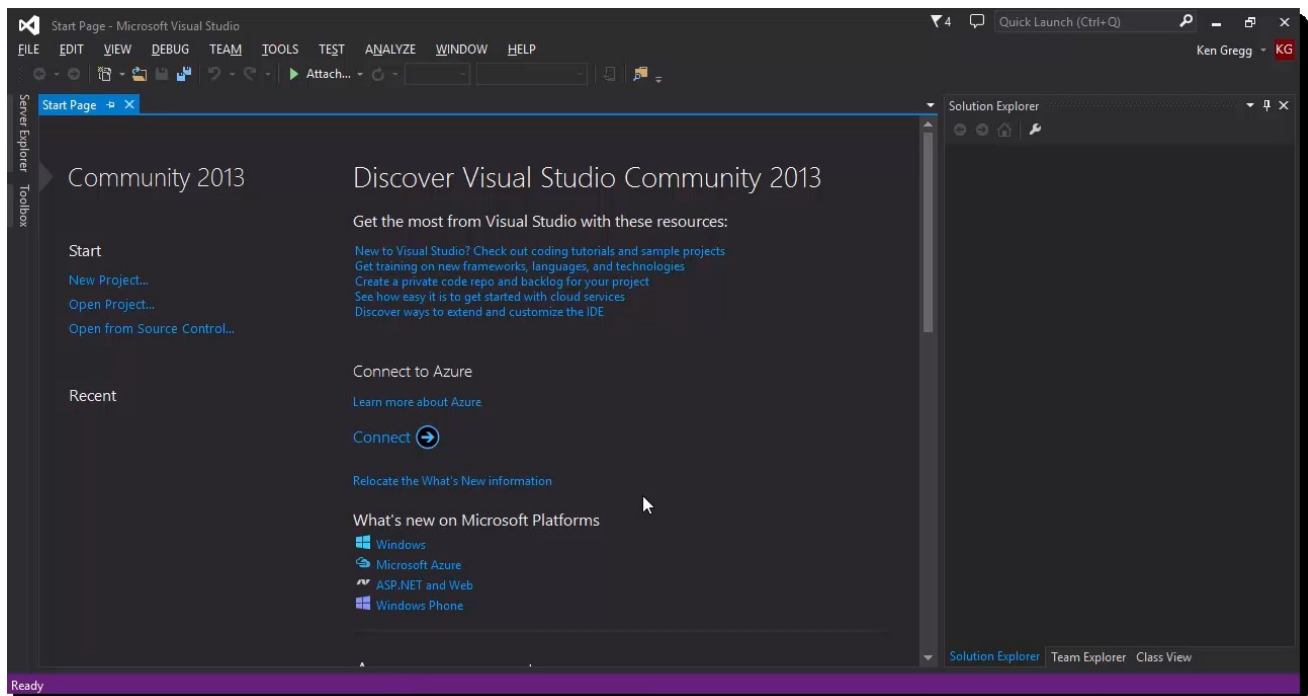 Start Page - Microsoft Visual Studio
4
Quick Launch (Ctrl+Q)
FILE EDIT VIEW DEBUG TEAM TOOLS TEST ANALYZE WINDOW HELP
Ken Gregg KG
Attach...
Server Explorer
Toolbox
Start Page
Community 2013
Start
New Project...
Open Project...
Open from Source Control...
Recent
Discover Visual Studio Community 2013
Get the most from Visual Studio with these resources:
New to Visual Studio? Check out coding tutorials and sample projects
Get training on new frameworks, languages, and technologies
Create a private code repo and backlog for your project
See how easy it is to get started with cloud services
Discover ways to extend and customize the IDE
Connect to Azure
Learn more about Azure
Connect
Relocate the What's New information
What's new on Microsoft Platforms
Windows
Microsoft Azure
ASP.NET and Web
Windows Phone
Solution Explorer
Solution Explorer Team Explorer Class View
Ready